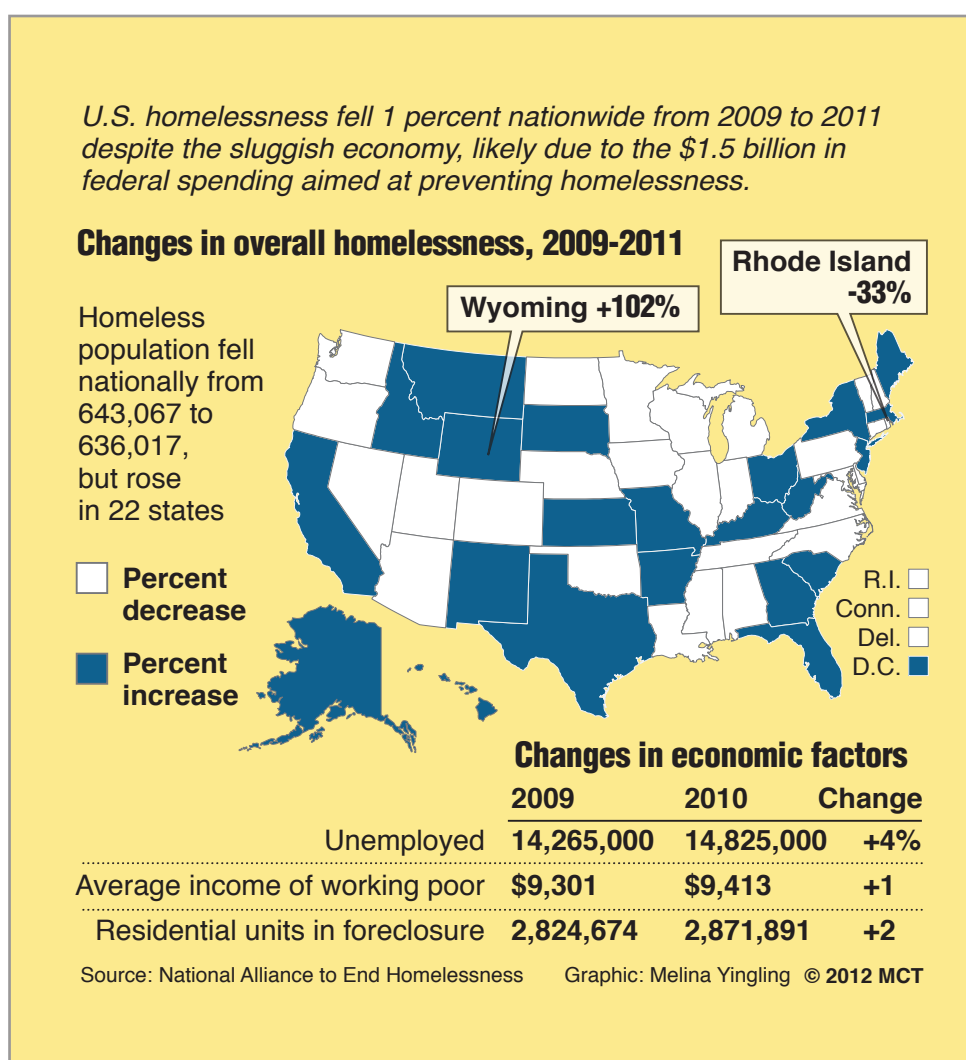 U.S. homelessness fell 1 percent nationwide from 2009 to 2011
despite the sluggish economy, likely due to the $1.5 billion in
federal spending aimed at preventing homelessness.
Changes in overall homelessness, 2009-2011
Rhode Island
-33%
Wyoming +102%
Homeless
population fell
nationally from
643,067 to
636,017,
but rose
in 22 states
Percent
decrease
Percent
increase
R.I.
Conn.
Del.
D.C.
Changes in economic factors
2009 2010 Change
Unemployed 14,265,000 14,825,000 +4%
Average income of working poor $9,301 $9,413 +1
Residential units in foreclosure 2,824,674 2,871,891 +2
Source: National Alliance to End Homelessness Graphic: Melina Yingling © 2012 MCT